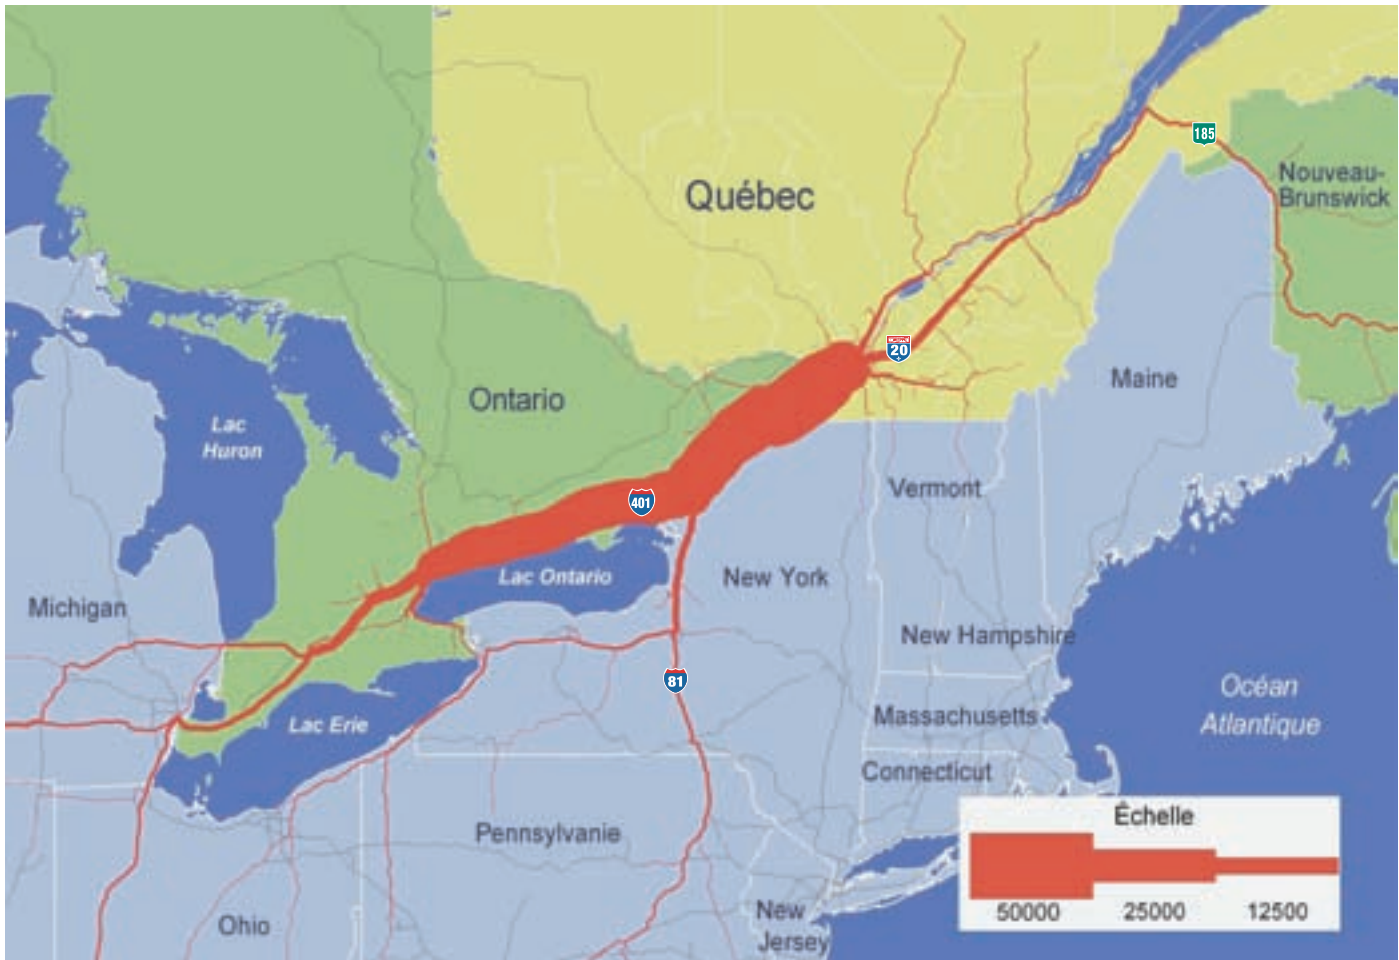 185
Nouveau-
Brunswick
Québec
20
Maine
Ontario
Lac
Huron
401
Vermont
Lac Ontario
New York
Michigan
New Hampshire
81
Océan
Atlantique
Lac Erie
Massachusetts
Connecticut
Pennsylvanie
Ohio
New
Jersey
Échelle
50000 25000 12500